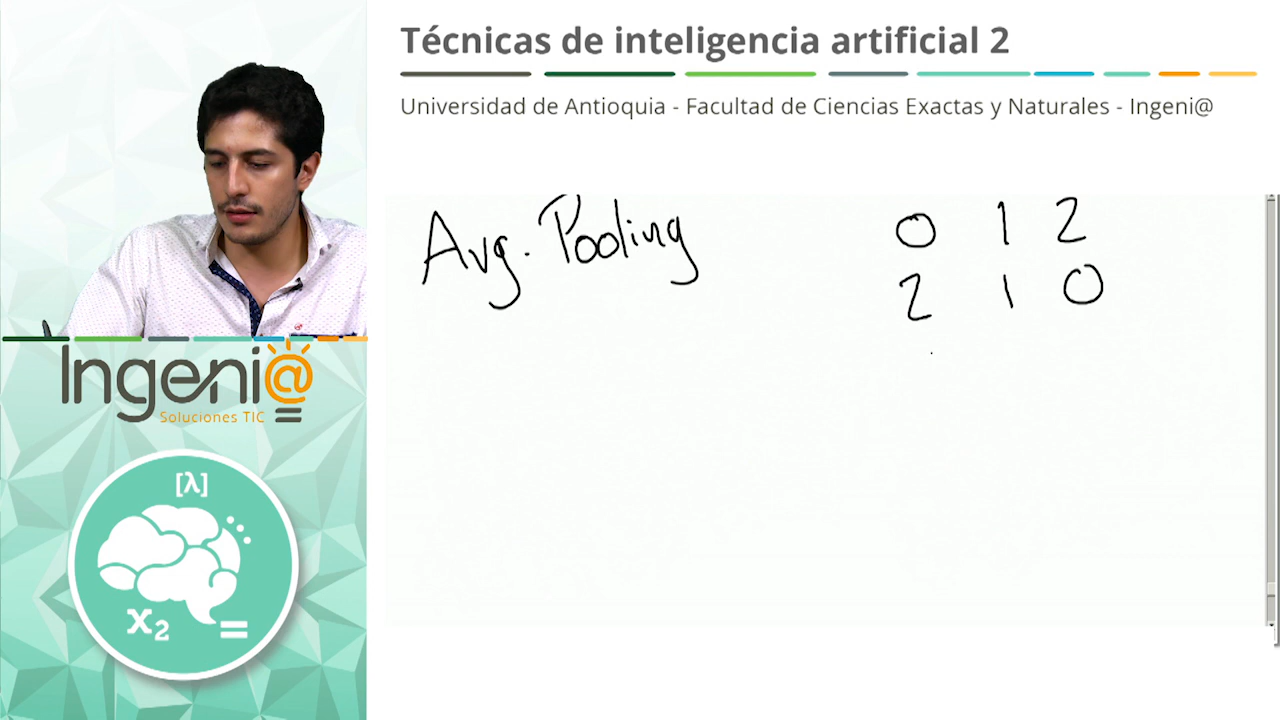 Técnicas de inteligencia artificial 2
Universidad de Antioquia - Facultad de Ciencias Exactas y Naturales - Ingeni@
Avg. Pooling
0 1 2
2 1 0
Ingeni@
Soluciones TIC
[λ]
x₂ =